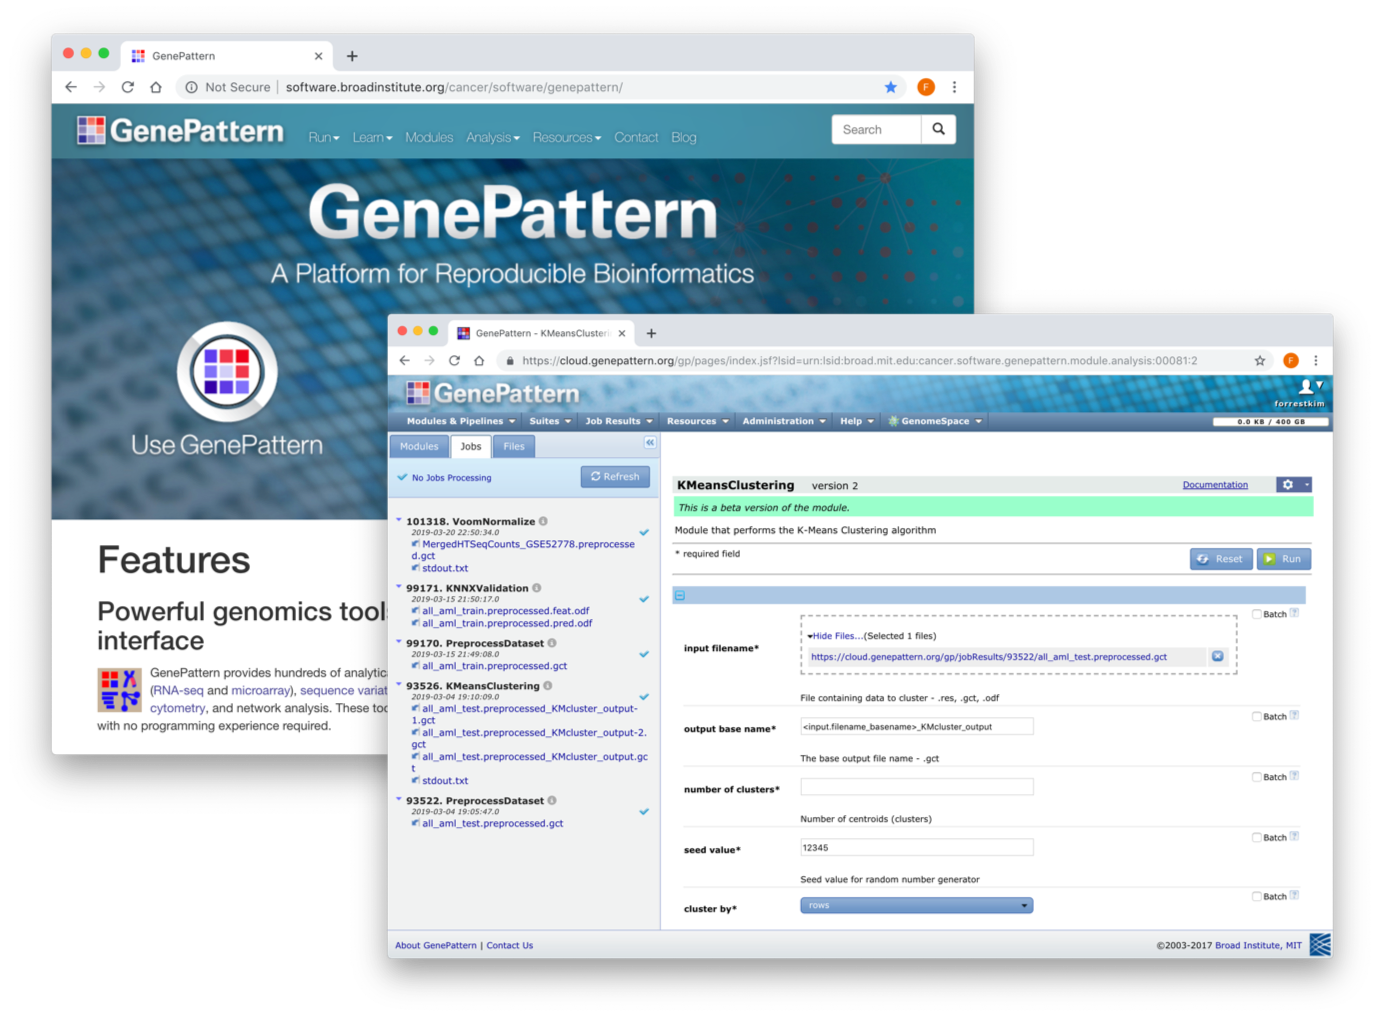 GenePattern
Not Secure | software.broadinstitute.org/cancer/software/genepattern/
F
GenePattern
Run Learn Modules Analysis Resources Contact Blog
Search
GenePattern
A Platform for Reproducible Bioinformatics
Use GenePattern
Features
Powerful genomics tool
interface
GenePattern provides hundreds of analytic
(RNA-seq and microarray), sequence variat
cytometry, and network analysis. These too
with no programming experience required.
GenePattern - KMeansClusteri
https://cloud.genepattern.org/gp/pages/index.jsf?lsid=urn:lsid:broad.mit.edu:cancer.software.genepattern.module.analysis:00081:2
F
GenePattern
forrestkim
Modules & Pipelines Suites Job Results Resources Administration Help GenomeSpace
0.0 KB / 400 GB
Modules Jobs Files
No Jobs Processing
Refresh
101318. VoomNormalize
2019-03-20 22:50:34.0
MergedHTSeqCounts_GSE52778.preprocesse
d.gct
stdout.txt
99171. KNNXValidation
2019-03-15 21:50:17.0
all_aml_train.preprocessed.feat.odf
all_aml_train.preprocessed.pred.odf
99170. PreprocessDataset
2019-03-15 21:49:08.0
all_aml_train.preprocessed.gct
93526. KMeansClustering
2019-03-04 19:10:09.0
all_aml_test.preprocessed_KMcluster_output-
1.gct
all_aml_test.preprocessed_KMcluster_output-2.
gct
all_aml_test.preprocessed_KMcluster_output.gc
t
stdout.txt
93522. PreprocessDataset
2019-03-04 19:05:47.0
all_aml_test.preprocessed.gct
KMeansClustering version 2
Documentation
This is a beta version of the module.
Module that performs the K-Means Clustering algorithm
* required field
Reset
Run
Batch ?
input filename*
Hide Files...(Selected 1 files)
https://cloud.genepattern.org/gp/jobResults/93522/all_aml_test.preprocessed.gct
File containing data to cluster - .res, .gct, .odf
Batch ?
output base name*
<input.filename_basename>_KMcluster_output
The base output file name - .gct
Batch ?
number of clusters*
Number of centroids (clusters)
Batch ?
seed value*
12345
Seed value for random number generator
Batch ?
cluster by*
rows
About GenePattern | Contact Us
©2003-2017 Broad Institute, MIT